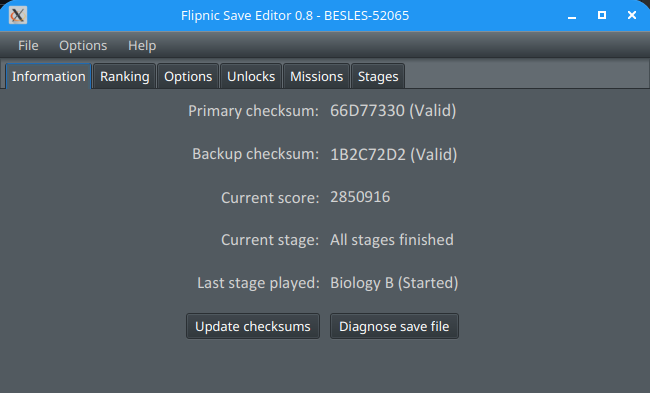 Flipnic Save Editor 0.8 - BESLES-52065
File Options Help
Information Ranking Options Unlocks Missions Stages
Primary checksum: 66D77330 (Valid)
Backup checksum: 1B2C72D2 (Valid)
Current score: 2850916
Current stage: All stages finished
Last stage played: Biology B (Started)
Update checksums Diagnose save file